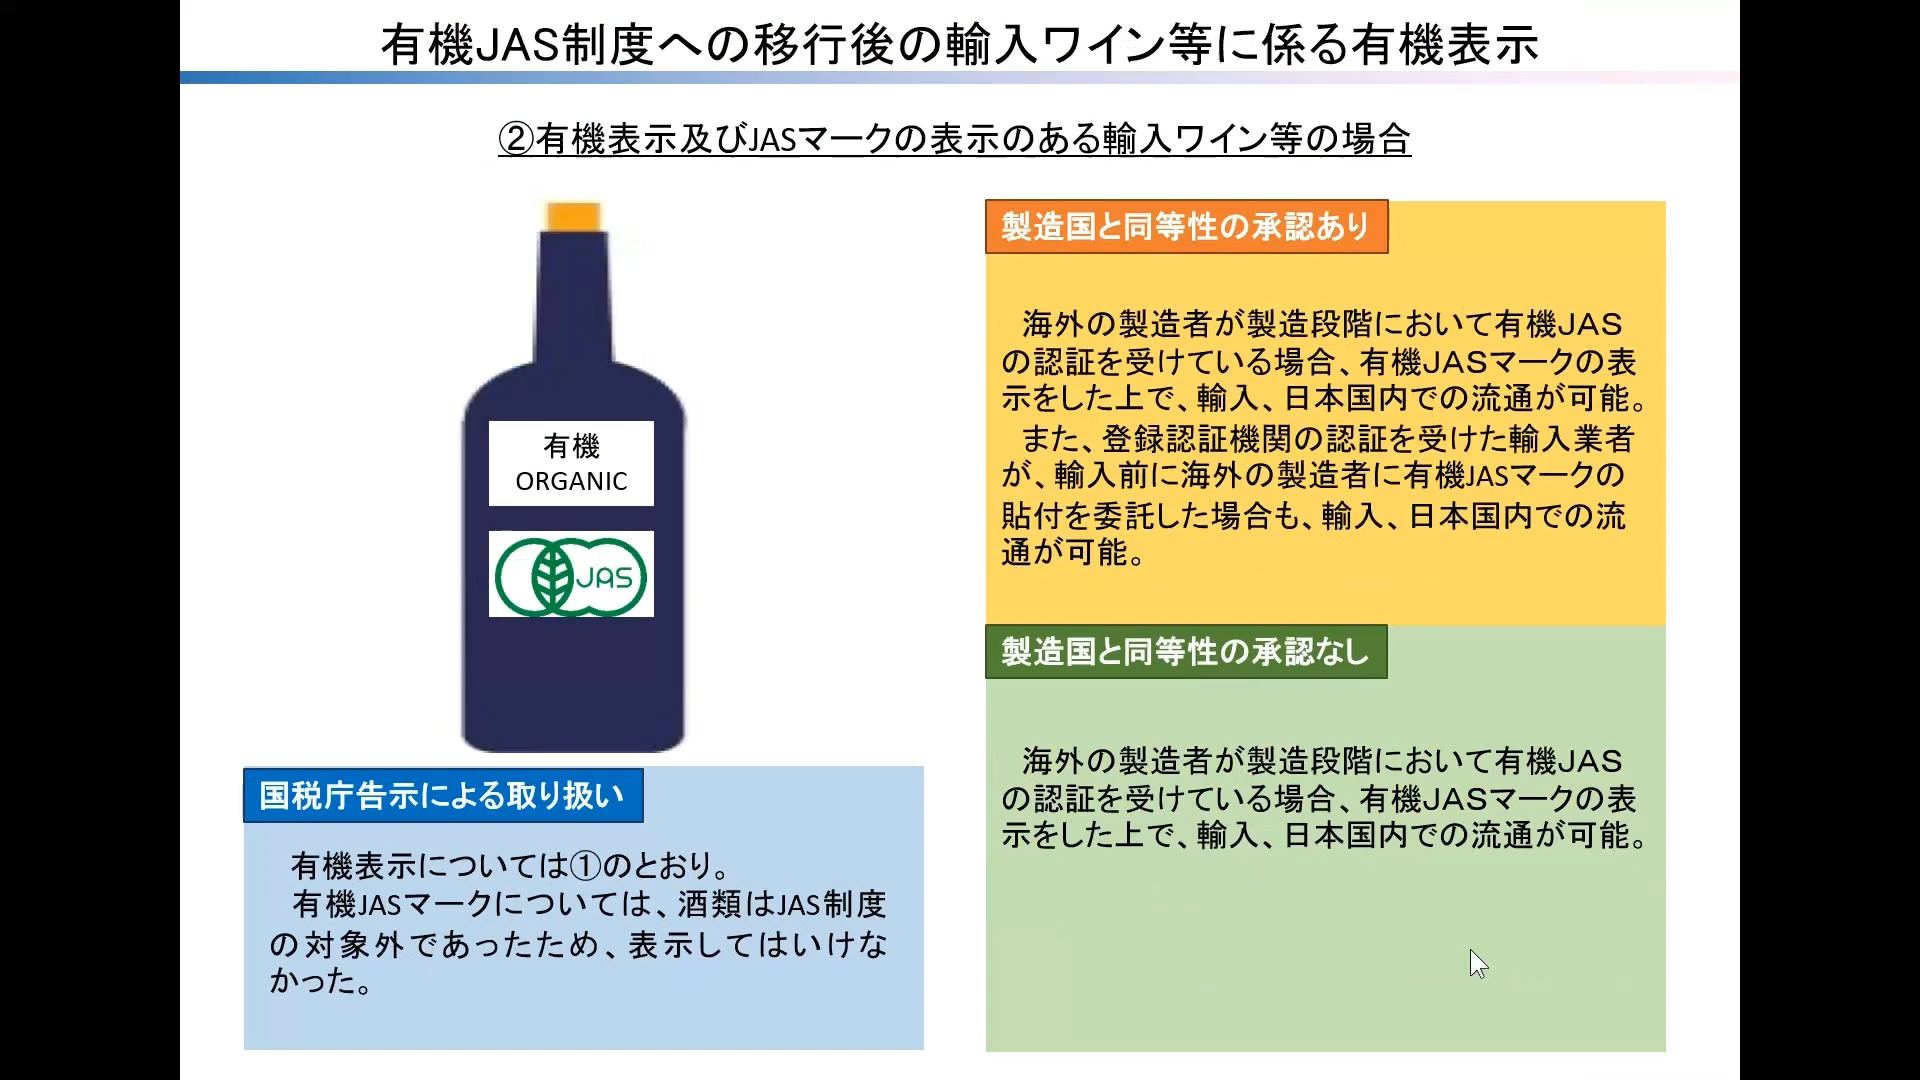 有機JAS制度への移行後の輸入ワイン等に係る有機表示
②有機表示及びJASマークの表示のある輸入ワイン等の場合
有機
ORGANIC
JAS
国税庁告示による取り扱い
有機表示については①のとおり。
有機JASマークについては、酒類はJAS制度
の対象外であったため、表示してはいけな
かった。
製造国と同等性の承認あり
海外の製造者が製造段階において有機ＪＡＳ
の認証を受けている場合、有機ＪＡＳマークの表
示をした上で、輸入、日本国内での流通が可能。
また、登録認証機関の認証を受けた輸入業者
が、輸入前に海外の製造者に有機JASマークの
貼付を委託した場合も、輸入、日本国内での流
通が可能。
製造国と同等性の承認なし
海外の製造者が製造段階において有機ＪＡＳ
の認証を受けている場合、有機ＪＡＳマークの表
示をした上で、輸入、日本国内での流通が可能。